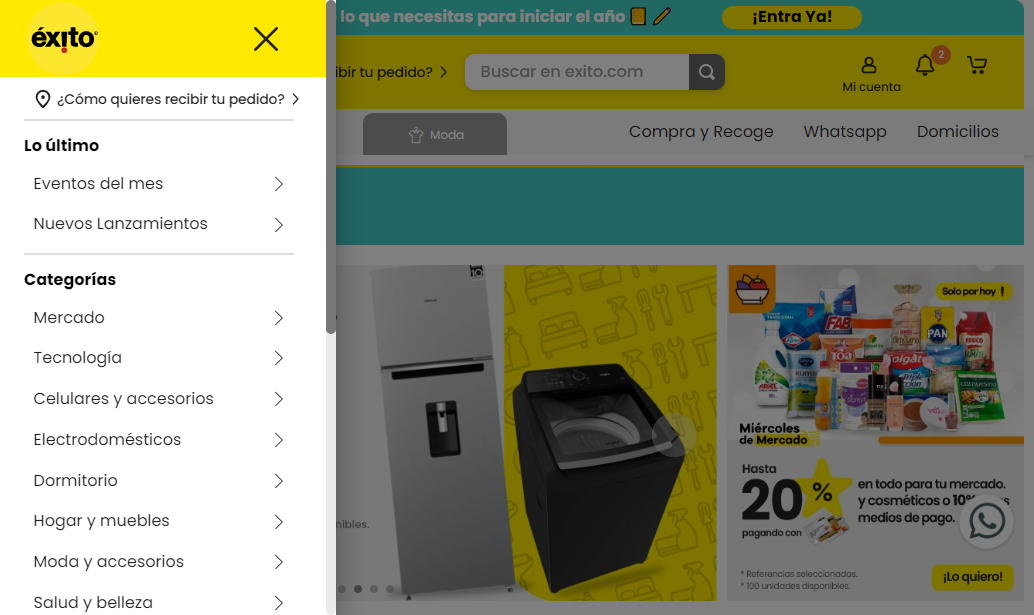 éxito
¿Cómo quieres recibir tu pedido?
Lo último
Eventos del mes
Nuevos Lanzamientos
Categorías
Mercado
Tecnología
Celulares y accesorios
Electrodomésticos
Dormitorio
Hogar y muebles
Moda y accesorios
Salud y belleza
lo que necesitas para iniciar el año
¡Entra Ya!
ibir tu pedido?
Buscar en exito.com
Mi cuenta
2
Moda
Compra y Recoge
Whatsapp
Domicilios
nibles.
Solo por hoy !
FAB
PAN
Colgate
Miércoles
de Mercado
Hasta
20%
pagando con
en todo para tu mercado.
y cosméticos o 10%
medios de pago.
* Referencias seleccionadas.
* 100 unidades disponibles.
¡Lo quiero!